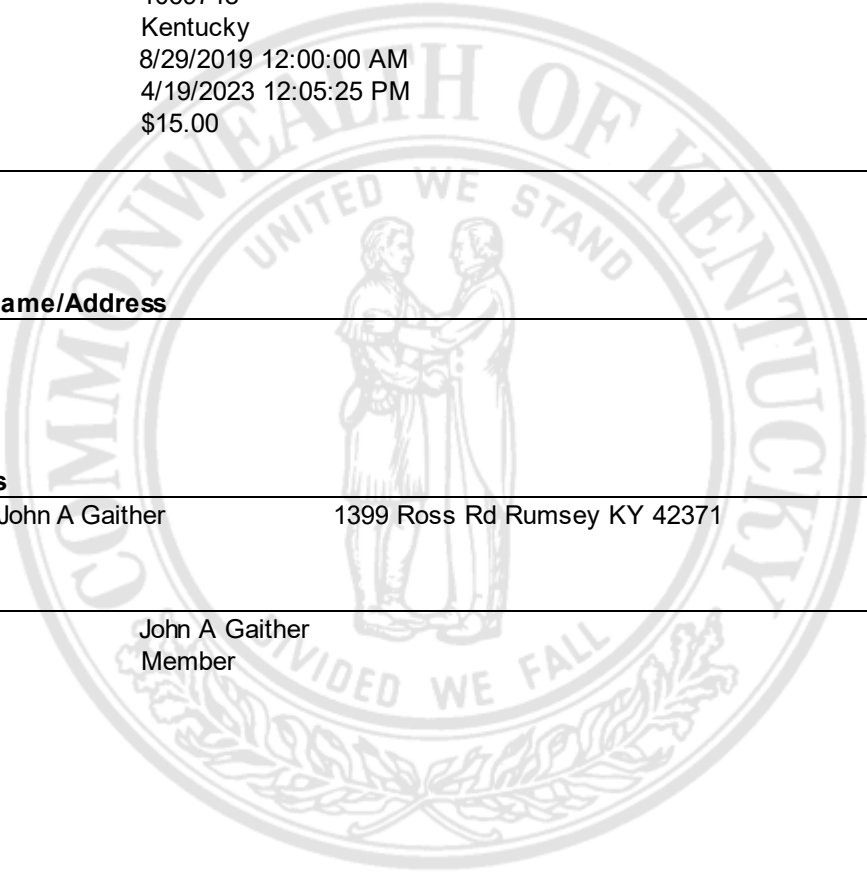 Kentucky
8/29/2019 12:00:00 AM
4/19/2023 12:05:25 PM
$15.00
COMMONWEALTH OF KENTUCKY
UNITED WE STAND
ame/Address
s
John A Gaither 1399 Ross Rd Rumsey KY 42371
John A Gaither
Member
DIVIDED WE FALL